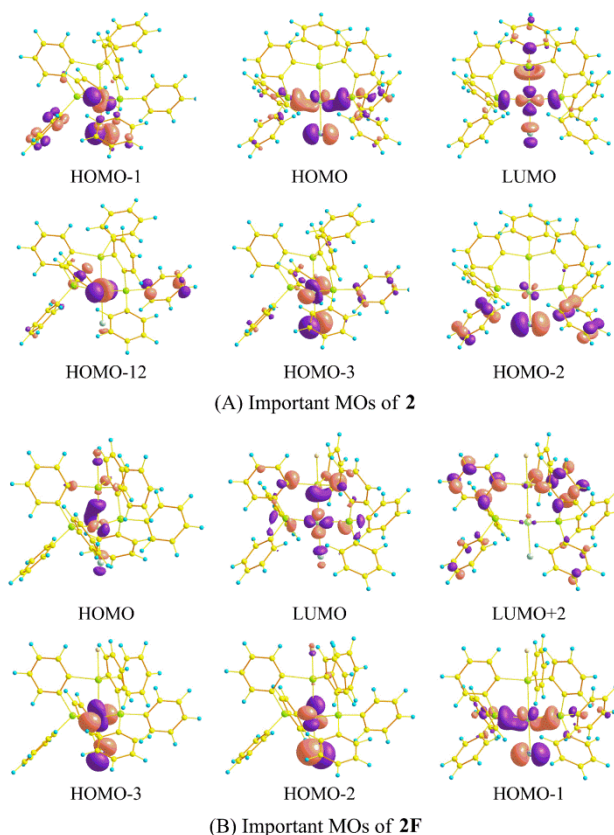 HOMO-1 HOMO LUMO
HOMO-12 HOMO-3 HOMO-2
(A) Important MOs of 2
HOMO LUMO LUMO+2
HOMO-3 HOMO-2 HOMO-1
(B) Important MOs of 2F